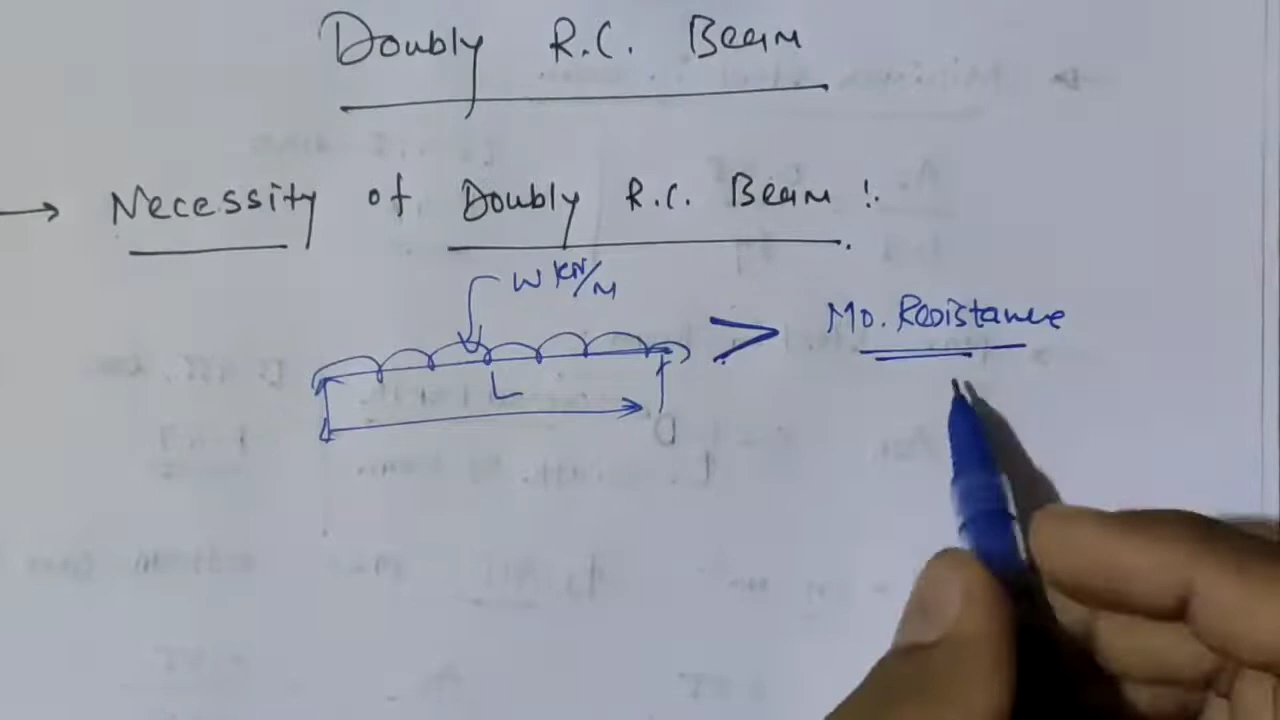 Doubly R.C. Beam
→ Necessity of Doubly R.C. Beam :.
W KN/M
> Mo. Resistance
L